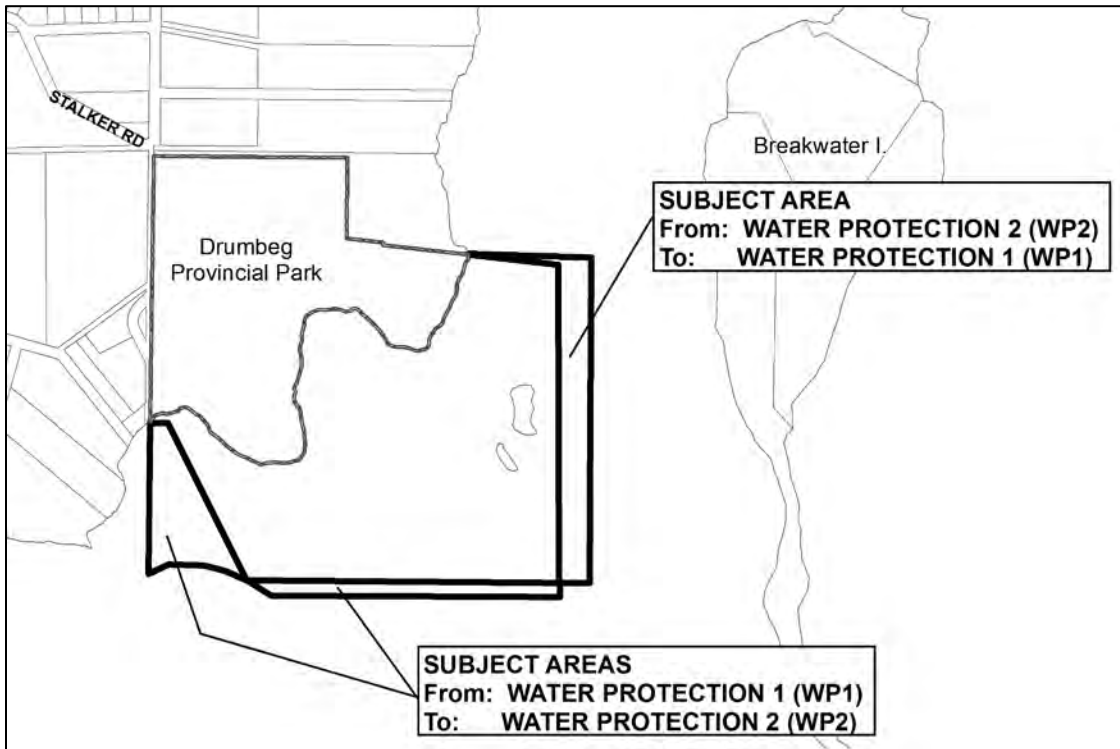 STALKER RD
Breakwater I.
SUBJECT AREA
From: WATER PROTECTION 2 (WP2)
To: WATER PROTECTION 1 (WP1)
Drumbeg
Provincial Park
SUBJECT AREAS
From: WATER PROTECTION 1 (WP1)
To: WATER PROTECTION 2 (WP2)